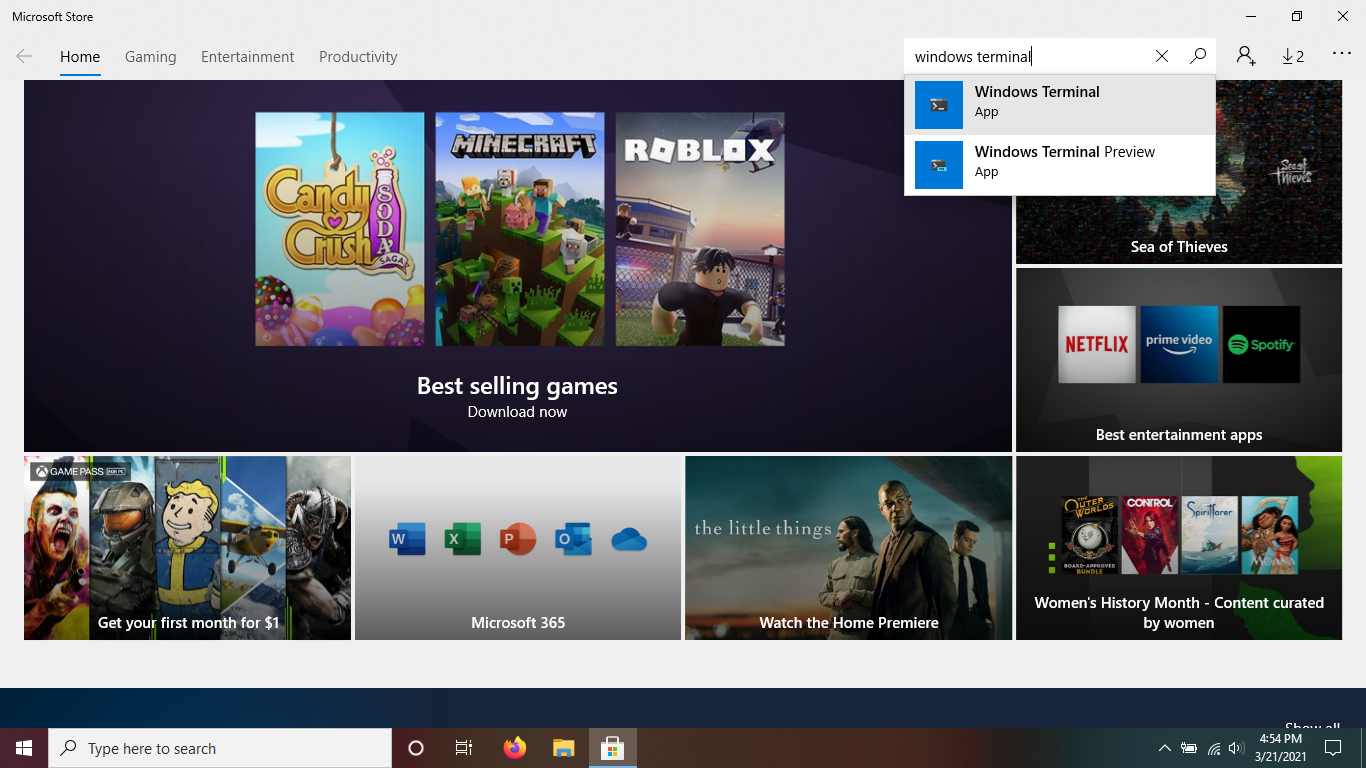 Microsoft Store
Home
Gaming
Entertainment
Productivity
windows terminal
2
Windows Terminal
App
Windows Terminal Preview
App
Candy
Crush
SODA
SAGA
MINECRAFT
ROBLOX
Best selling games
Download now
Sea of
Thieves
Sea of Thieves
NETFLIX
prime video
Spotify
Best entertainment apps
GAME PASS FOR PC
Get your first month for $1
W
X
P
O
Microsoft 365
the little things
Watch the Home Premiere
THE
OUTER
WORLDS
BOARD-APPROVED
BUNDLE
CONTROL
Spiritfarer
MOANA
Women's History Month - Content curated
by women
Show all
Type here to search
4:54 PM
3/21/2021